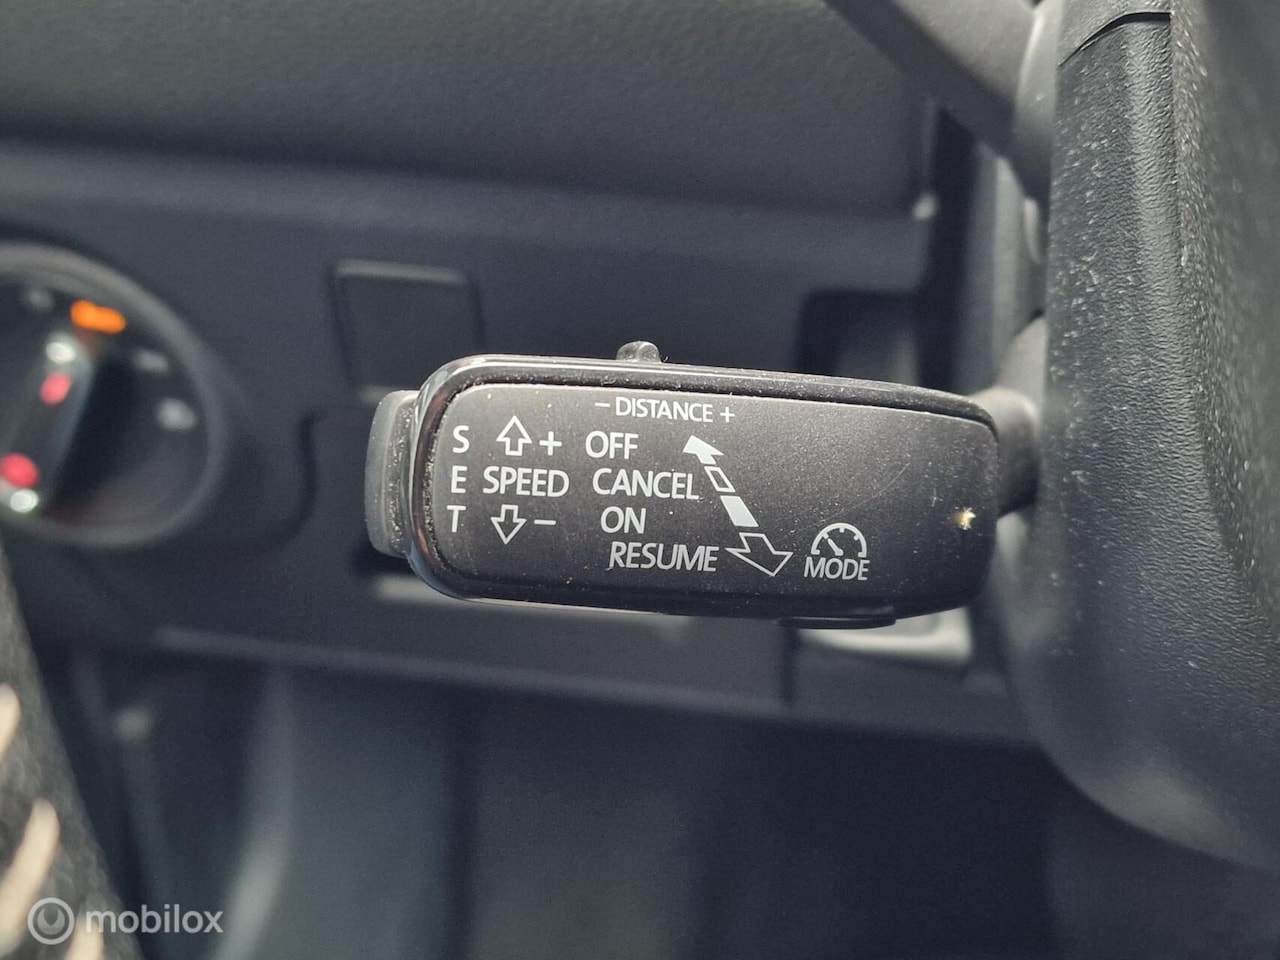 − DISTANCE +
S + OFF
E SPEED CANCEL
T − ON
RESUME MODE
mobilox